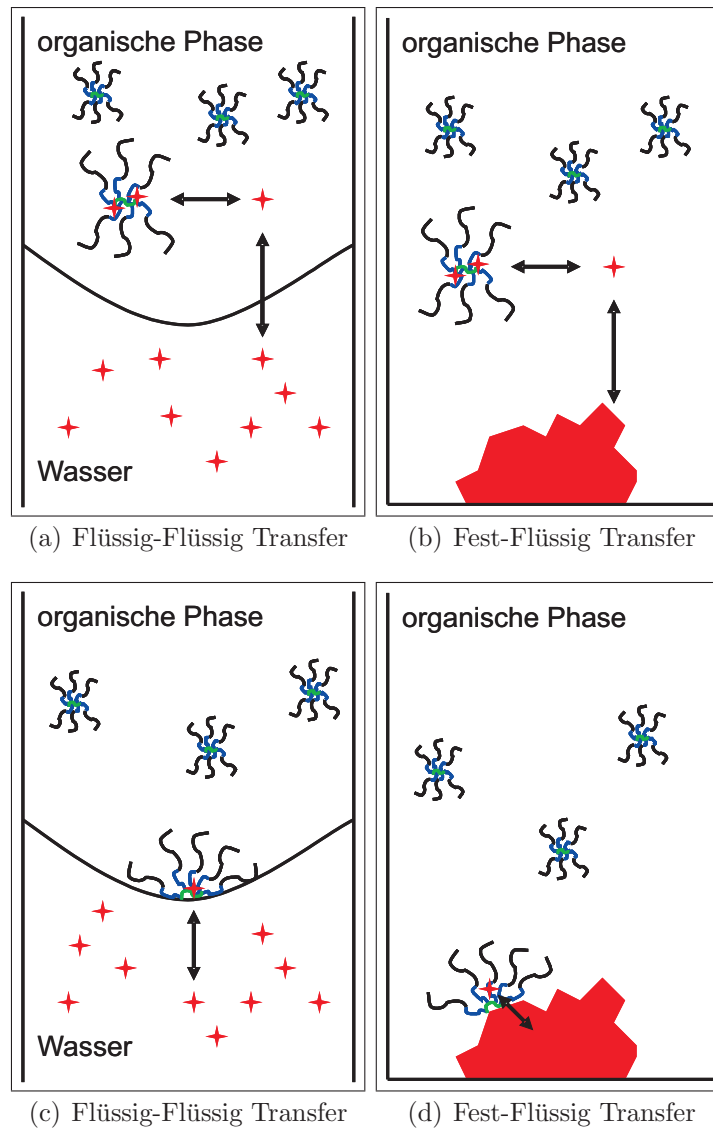 organische Phase
organische Phase
Wasser
(a) Flüssig-Flüssig Transfer
(b) Fest-Flüssig Transfer
organische Phase
organische Phase
Wasser
(c) Flüssig-Flüssig Transfer
(d) Fest-Flüssig Transfer